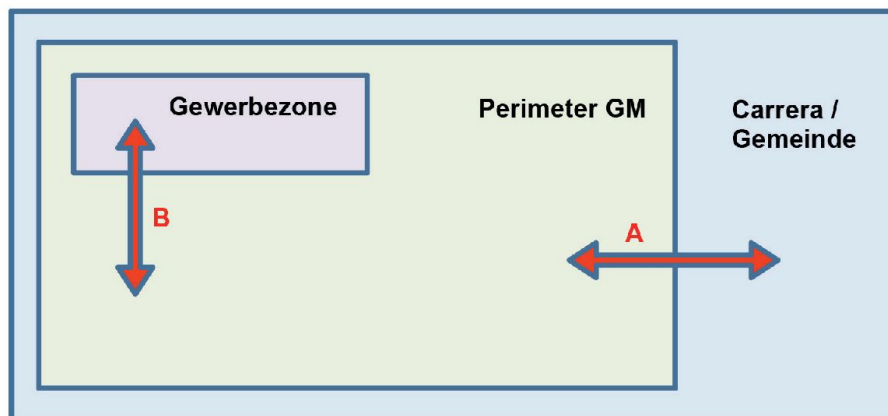 Gewerbezone
Perimeter GM
Carrera /
Gemeinde
B
A